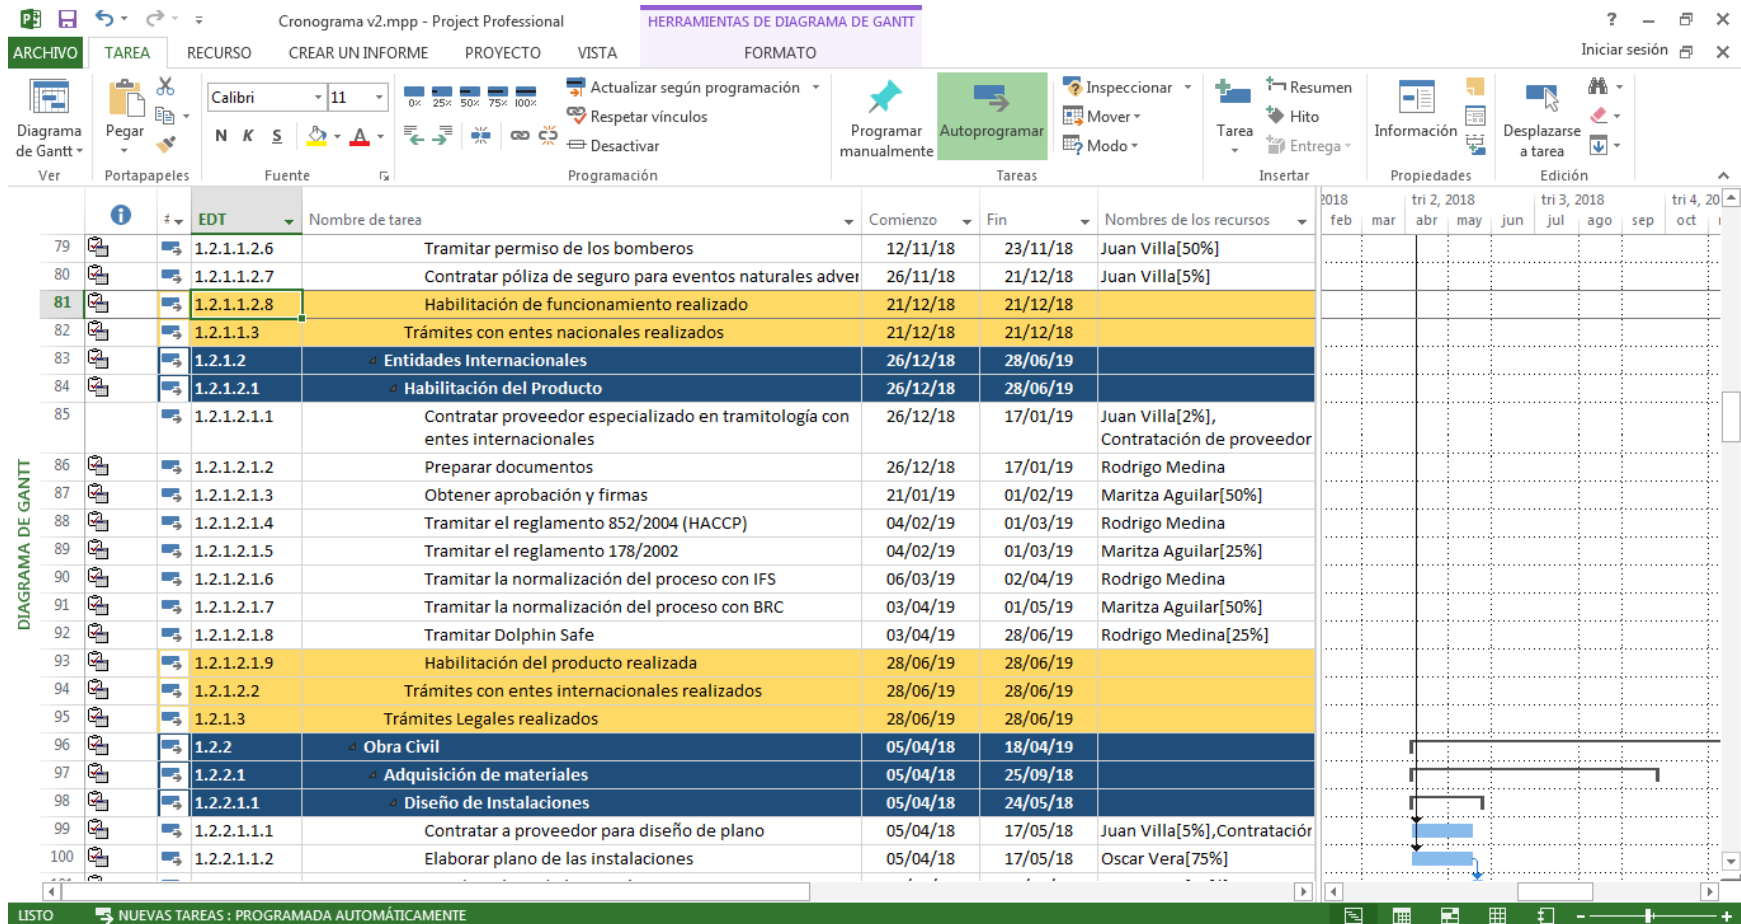 Cronograma v2.mpp - Project Professional
HERRAMIENTAS DE DIAGRAMA DE GANTT
ARCHIVO TAREA RECURSO CREAR UN INFORME PROYECTO VISTA FORMATO Iniciar sesión
Diagrama de Gantt
Pegar
Calibri 11
N K S A
0% 25% 50% 75% 100%
Actualizar según programación
Respetar vínculos
Desactivar
Programar manualmente
Autoprogramar
Inspeccionar
Mover
Modo
Tarea
Resumen
Hito
Entrega
Información
Desplazarse a tarea
Ver Portapapeles Fuente Programación Tareas Insertar Propiedades Edición
EDT Nombre de tarea Comienzo Fin Nombres de los recursos
2018 tri 2, 2018 tri 3, 2018 tri 4, 20
feb mar abr may jun jul ago sep oct
79 1.2.1.1.2.6 Tramitar permiso de los bomberos 12/11/18 23/11/18 Juan Villa[50%]
80 1.2.1.1.2.7 Contratar póliza de seguro para eventos naturales adver 26/11/18 21/12/18 Juan Villa[5%]
81 1.2.1.1.2.8 Habilitación de funcionamiento realizado 21/12/18 21/12/18
82 1.2.1.1.3 Trámites con entes nacionales realizados 21/12/18 21/12/18
83 1.2.1.2 Entidades Internacionales 26/12/18 28/06/19
84 1.2.1.2.1 Habilitación del Producto 26/12/18 28/06/19
85 1.2.1.2.1.1 Contratar proveedor especializado en tramitología con 26/12/18 17/01/19 Juan Villa[2%],
entes internacionales Contratación de proveedor
86 1.2.1.2.1.2 Preparar documentos 26/12/18 17/01/19 Rodrigo Medina
87 1.2.1.2.1.3 Obtener aprobación y firmas 21/01/19 01/02/19 Maritza Aguilar[50%]
88 1.2.1.2.1.4 Tramitar el reglamento 852/2004 (HACCP) 04/02/19 01/03/19 Rodrigo Medina
89 1.2.1.2.1.5 Tramitar el reglamento 178/2002 04/02/19 01/03/19 Maritza Aguilar[25%]
90 1.2.1.2.1.6 Tramitar la normalización del proceso con IFS 06/03/19 02/04/19 Rodrigo Medina
91 1.2.1.2.1.7 Tramitar la normalización del proceso con BRC 03/04/19 01/05/19 Maritza Aguilar[50%]
92 1.2.1.2.1.8 Tramitar Dolphin Safe 03/04/19 28/06/19 Rodrigo Medina[25%]
93 1.2.1.2.1.9 Habilitación del producto realizada 28/06/19 28/06/19
94 1.2.1.2.2 Trámites con entes internacionales realizados 28/06/19 28/06/19
95 1.2.1.3 Trámites Legales realizados 28/06/19 28/06/19
96 1.2.2 Obra Civil 05/04/18 18/04/19
97 1.2.2.1 Adquisición de materiales 05/04/18 25/09/18
98 1.2.2.1.1 Diseño de Instalaciones 05/04/18 24/05/18
99 1.2.2.1.1.1 Contratar a proveedor para diseño de plano 05/04/18 17/05/18 Juan Villa[5%],Contratación
100 1.2.2.1.1.2 Elaborar plano de las instalaciones 05/04/18 17/05/18 Oscar Vera[75%]
DIAGRAMA DE GANTT
LISTO NUEVAS TAREAS : PROGRAMADA AUTOMÁTICAMENTE